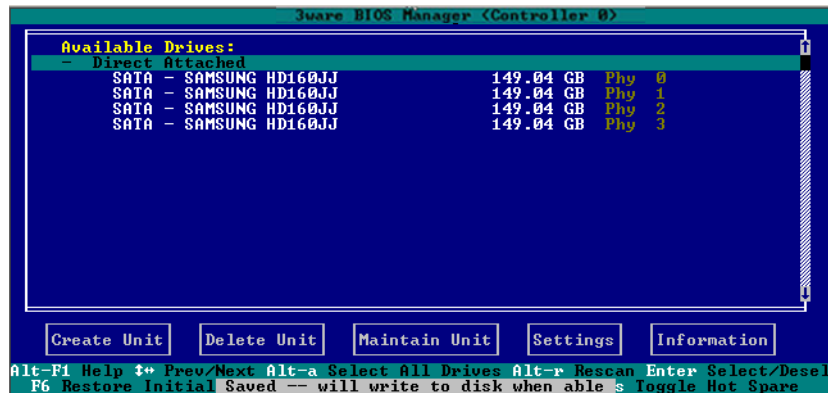 3ware BIOS Manager (Controller 0)
Available Drives:
- Direct Attached
SATA - SAMSUNG HD160JJ 149.04 GB Phy 0
SATA - SAMSUNG HD160JJ 149.04 GB Phy 1
SATA - SAMSUNG HD160JJ 149.04 GB Phy 2
SATA - SAMSUNG HD160JJ 149.04 GB Phy 3
Create Unit Delete Unit Maintain Unit Settings Information
Alt-F1 Help ↕↔ Prev/Next Alt-a Select All Drives Alt-r Rescan Enter Select/Desel
F6 Restore Initial Saved -- will write to disk when able s Toggle Hot Spare